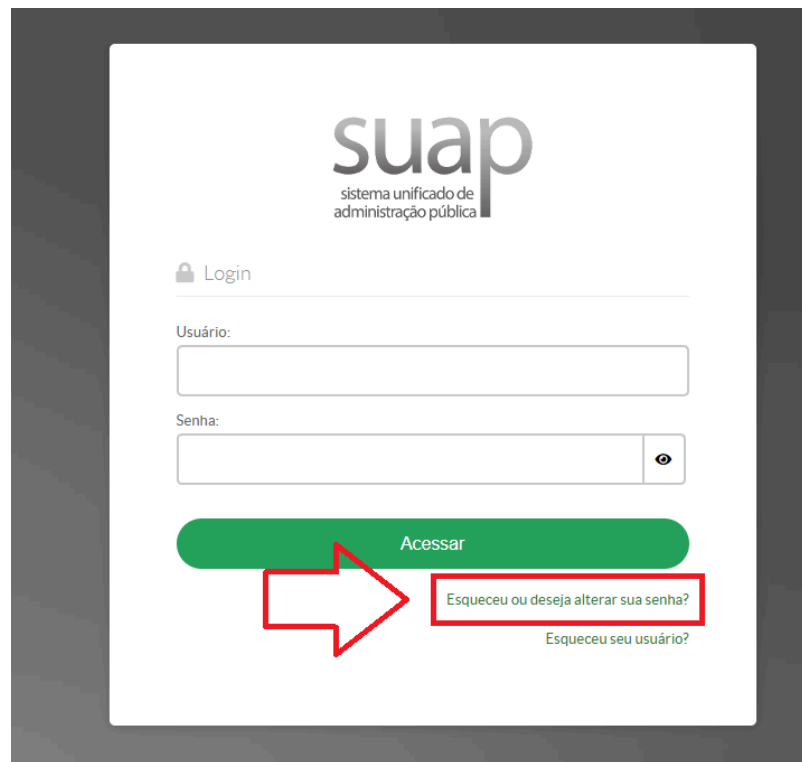 suap
sistema unificado de
administração pública
Login
Usuário:
Senha:
Acessar
Esqueceu ou deseja alterar sua senha?
Esqueceu seu usuário?